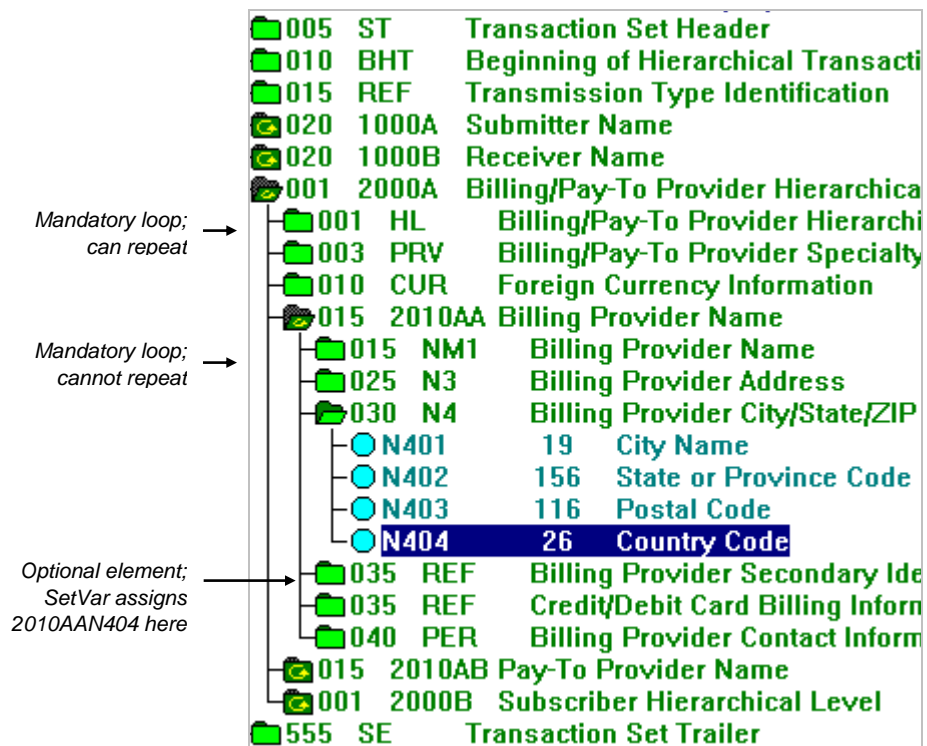 005 ST Transaction Set Header
010 BHT Beginning of Hierarchical Transacti
015 REF Transmission Type Identification
020 1000A Submitter Name
020 1000B Receiver Name
001 2000A Billing/Pay-To Provider Hierarchica
Mandatory loop;
can repeat
001 HL Billing/Pay-To Provider Hierarchi
003 PRV Billing/Pay-To Provider Specialty
010 CUR Foreign Currency Information
015 2010AA Billing Provider Name
Mandatory loop;
cannot repeat
015 NM1 Billing Provider Name
025 N3 Billing Provider Address
030 N4 Billing Provider City/State/ZIP
N401 19 City Name
N402 156 State or Province Code
N403 116 Postal Code
N404 26 Country Code
Optional element;
SetVar assigns
2010AAN404 here
035 REF Billing Provider Secondary Ide
035 REF Credit/Debit Card Billing Inforn
040 PER Billing Provider Contact Inform
015 2010AB Pay-To Provider Name
001 2000B Subscriber Hierarchical Level
555 SE Transaction Set Trailer